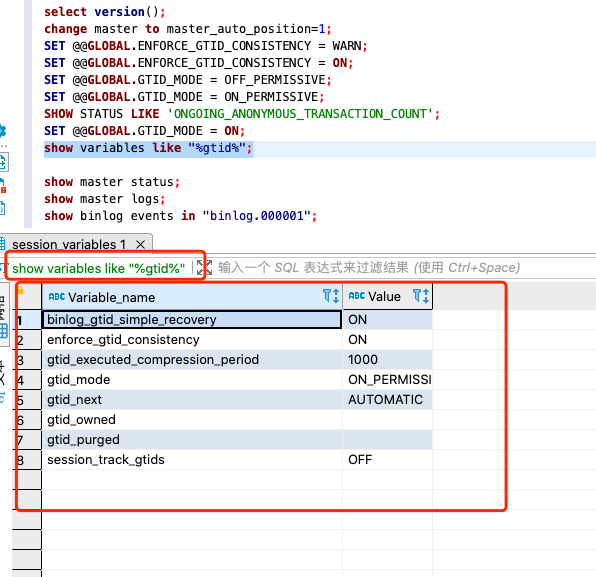 select version();
change master to master_auto_position=1;
SET @@GLOBAL.ENFORCE_GTID_CONSISTENCY = WARN;
SET @@GLOBAL.ENFORCE_GTID_CONSISTENCY = ON;
SET @@GLOBAL.GTID_MODE = OFF_PERMISSIVE;
SET @@GLOBAL.GTID_MODE = ON_PERMISSIVE;
SHOW STATUS LIKE 'ONGOING_ANONYMOUS_TRANSACTION_COUNT';
SET @@GLOBAL.GTID_MODE = ON;
show variables like "%gtid%";
show master status;
show master logs;
show binlog events in "binlog.000001";
session_variables 1
show variables like "%gtid%" 输入一个 SQL 表达式来过滤结果 (使用 Ctrl+Space)
ABC Variable_name ABC Value
1 binlog_gtid_simple_recovery ON
2 enforce_gtid_consistency ON
3 gtid_executed_compression_period 1000
4 gtid_mode ON_PERMISSI
5 gtid_next AUTOMATIC
6 gtid_owned
7 gtid_purged
8 session_track_gtids OFF